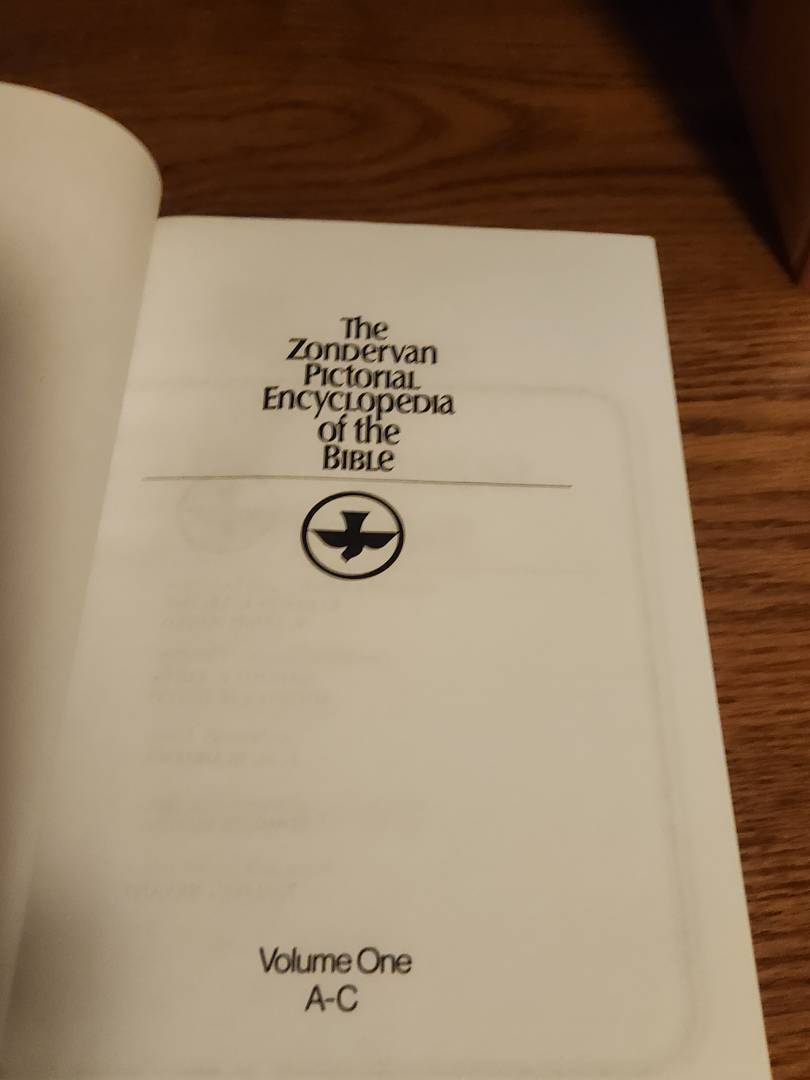 The
Zondervan
Pictorial
Encyclopedia
of the
Bible
Volume One
A-C